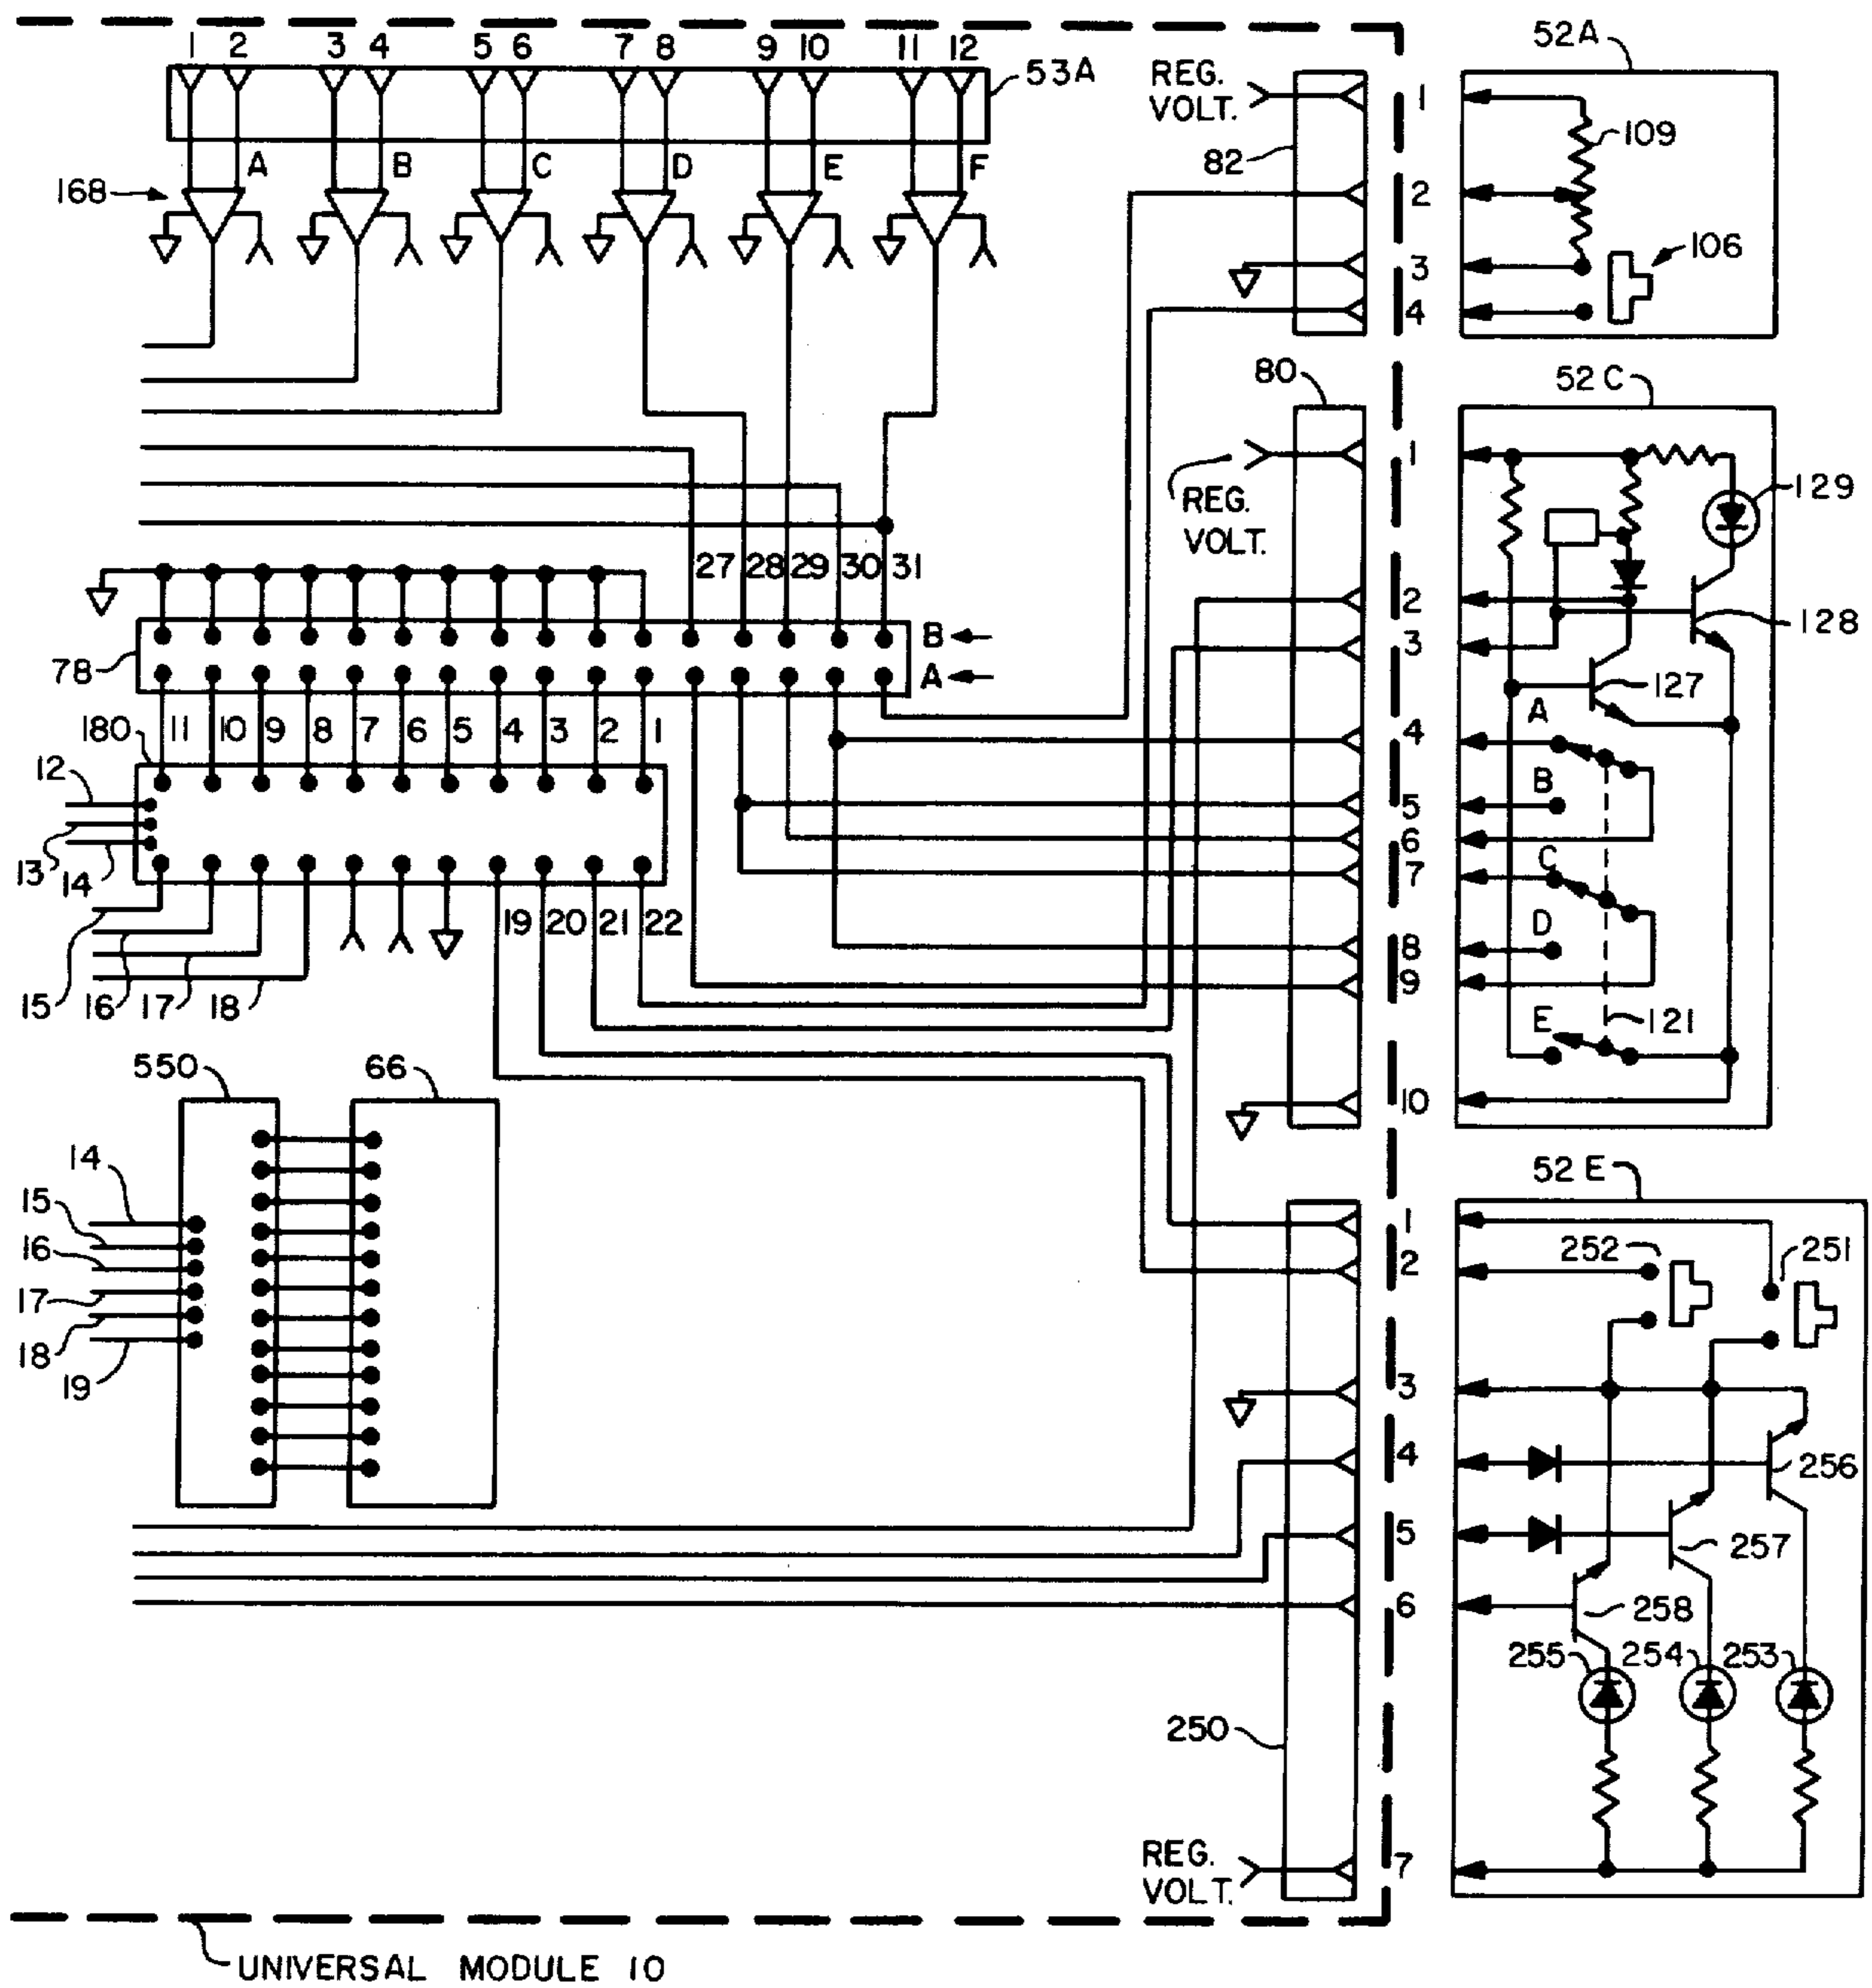 1 2 3 4 5 6 7 8 9 10 11 12
53A
A B C D E F
168
REG.
VOLT.
82
1
2
3
4
52A
109
106
80
REG.
VOLT.
1
2
3
4
5
6
7
8
9
10
52C
129
128
127
A
B
C
D
E
121
27 28 29 30 31
B
A
78
180
11 10 9 8 7 6 5 4 3 2 1
12
13
14
15
16
17
18
19 20 21 22
550
66
14
15
16
17
18
19
1
2
3
4
5
6
7
250
REG.
VOLT.
52E
252
251
256
257
258
255
254
253
UNIVERSAL MODULE 10